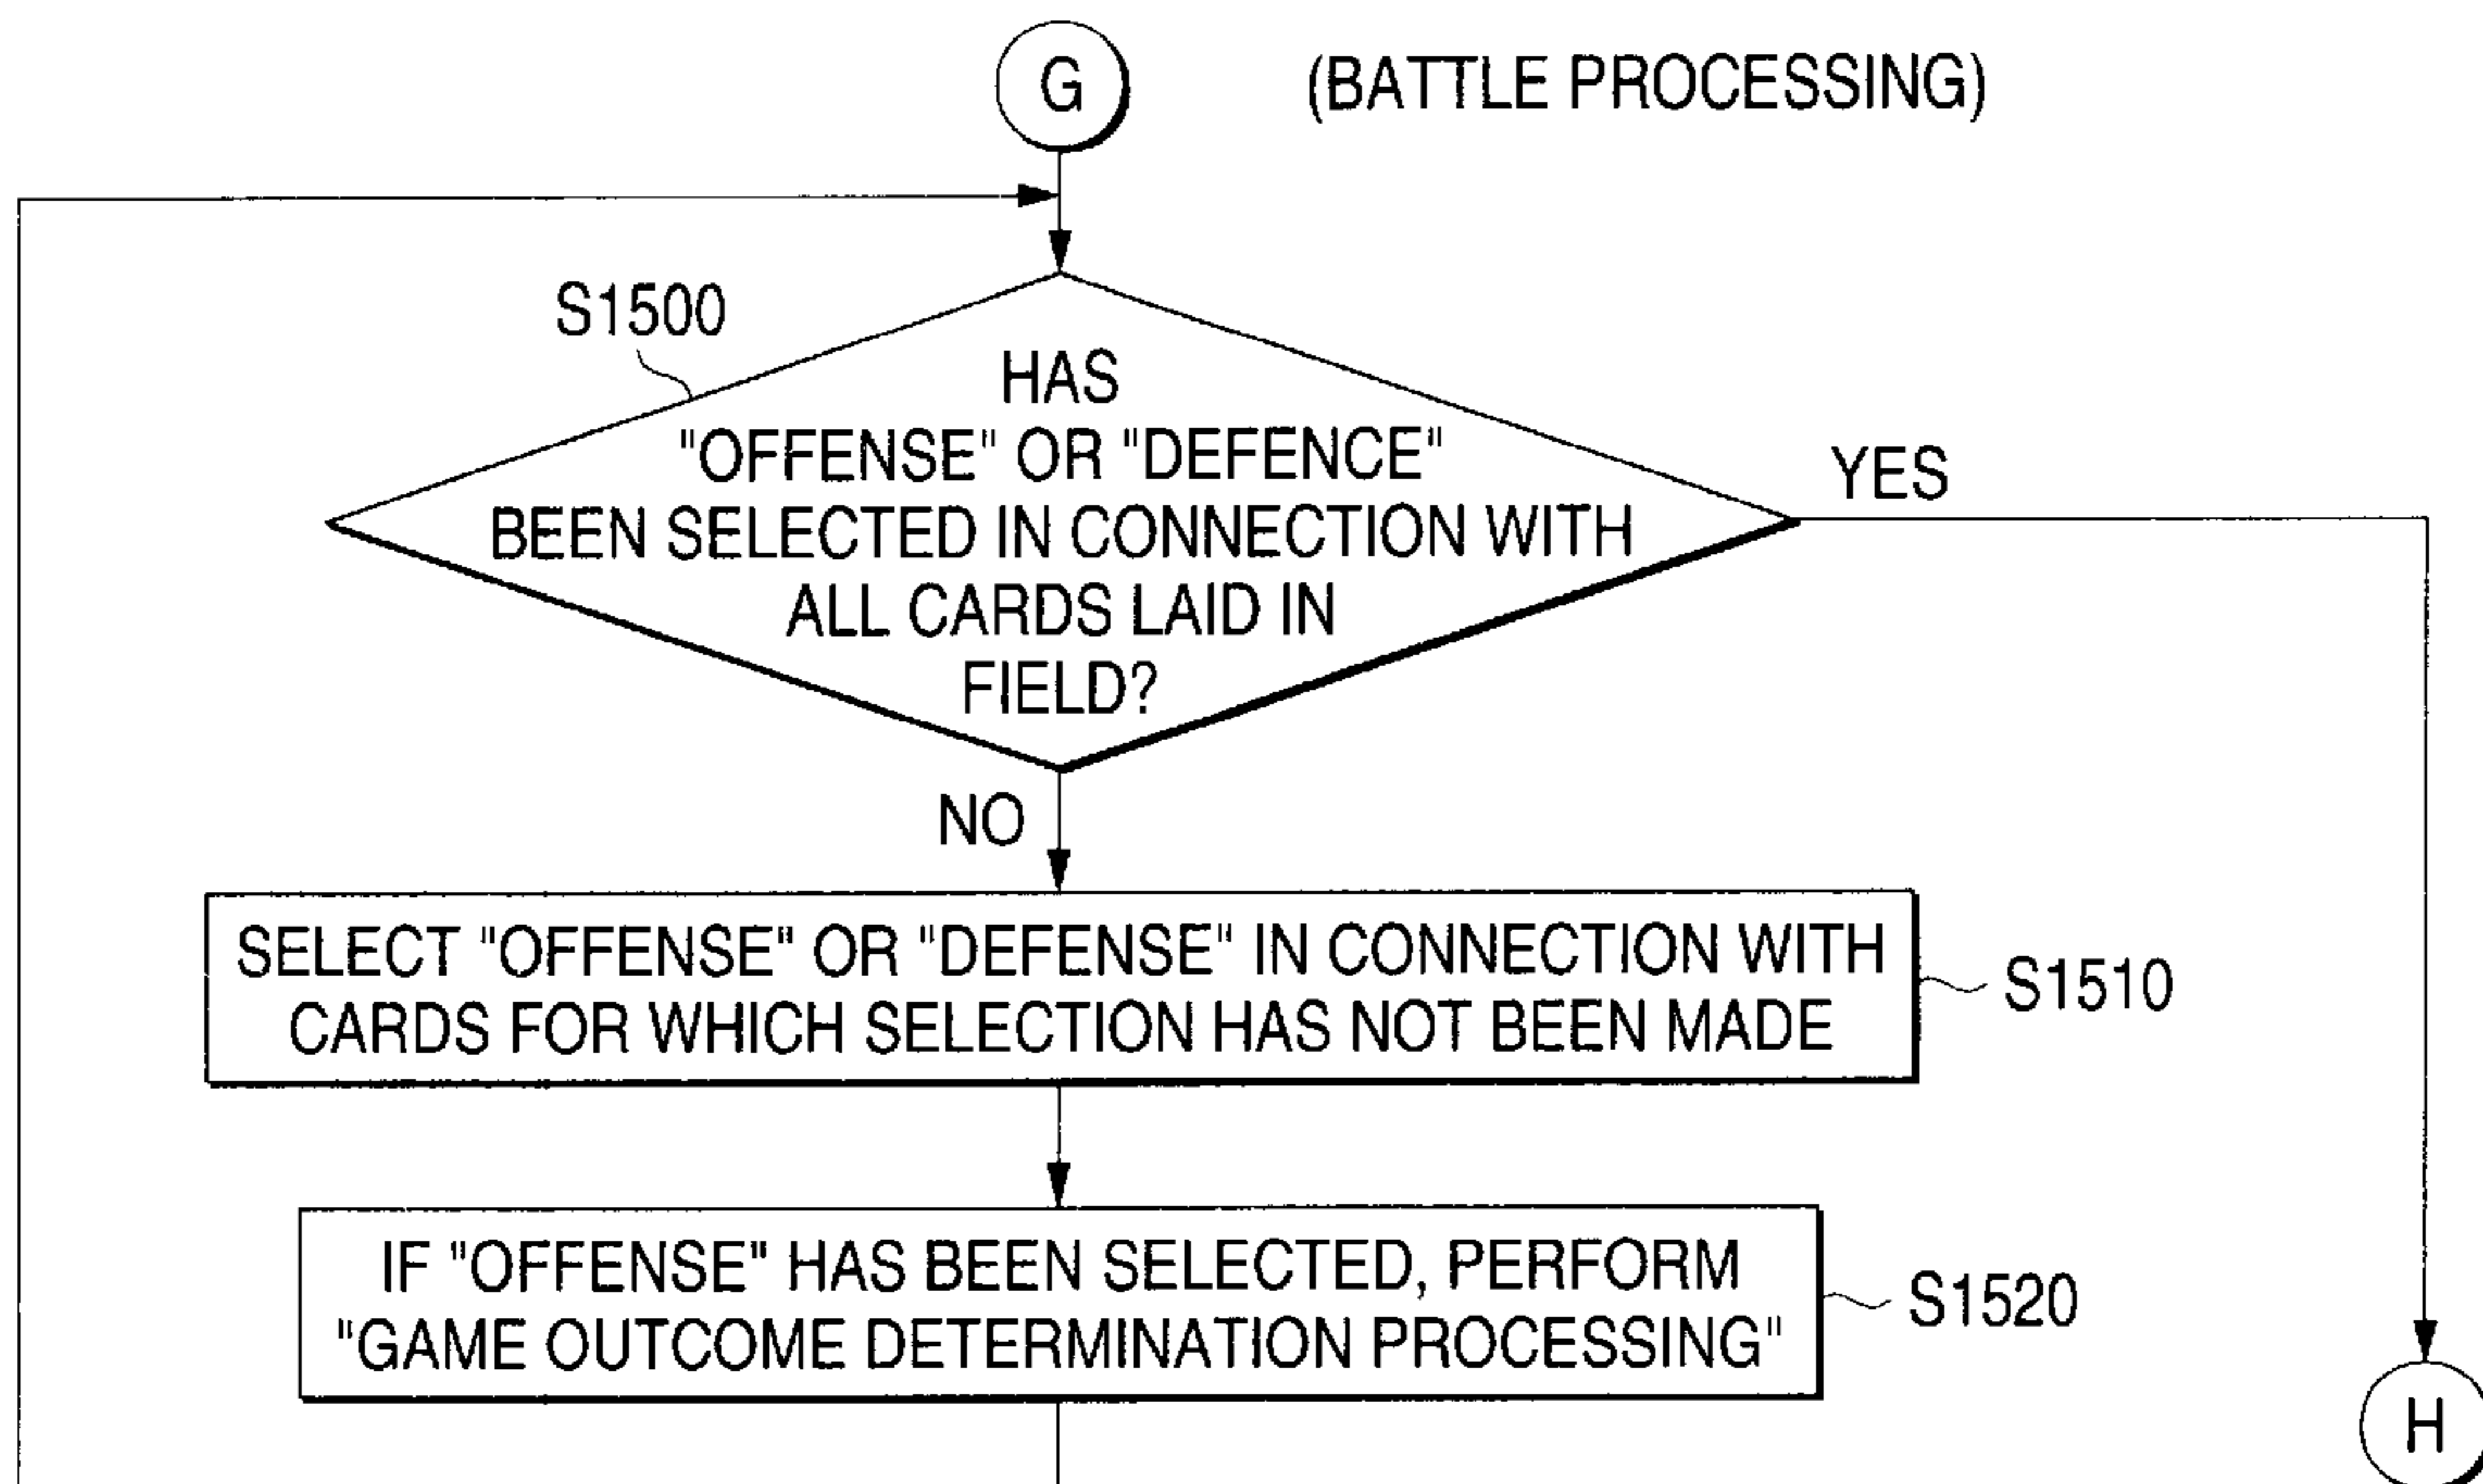 G
(BATTLE PROCESSING)
S1500
HAS
"OFFENSE" OR "DEFENCE"
BEEN SELECTED IN CONNECTION WITH
ALL CARDS LAID IN
FIELD?
YES
NO
SELECT "OFFENSE" OR "DEFENSE" IN CONNECTION WITH
CARDS FOR WHICH SELECTION HAS NOT BEEN MADE
S1510
IF "OFFENSE" HAS BEEN SELECTED, PERFORM
"GAME OUTCOME DETERMINATION PROCESSING"
S1520
H